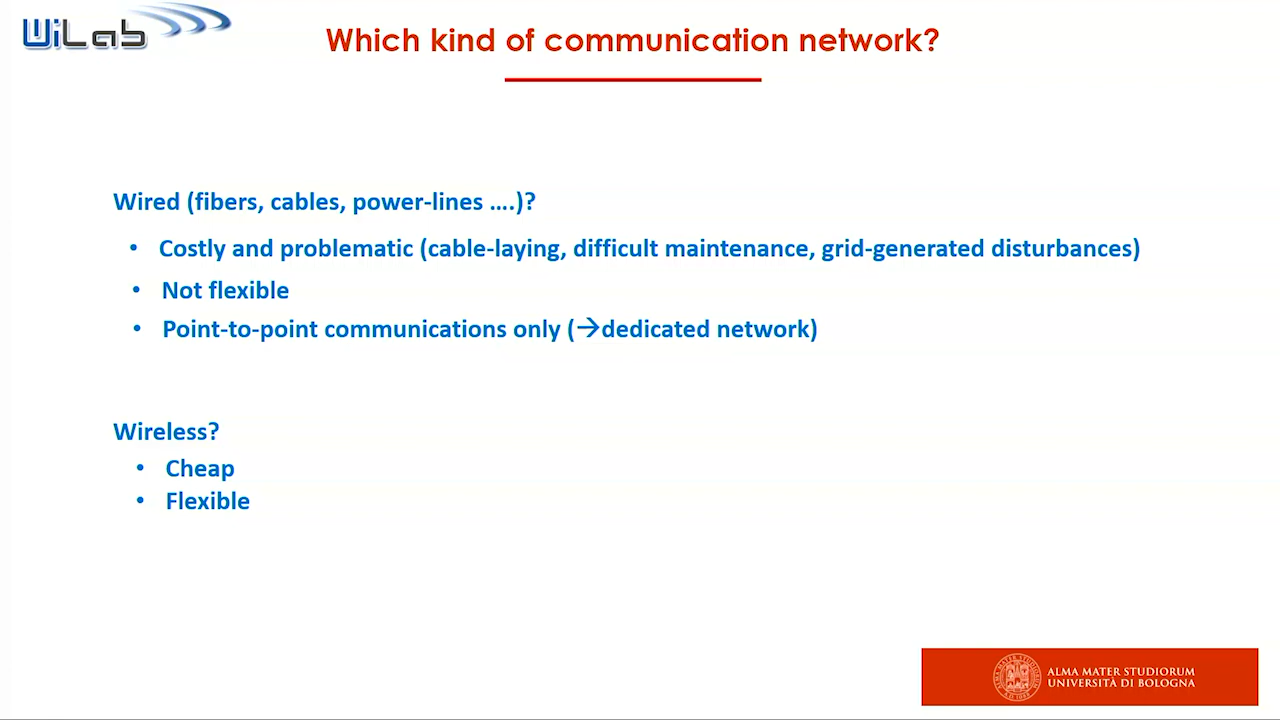 WiLab
Which kind of communication network?
Wired (fibers, cables, power-lines ….)?
• Costly and problematic (cable-laying, difficult maintenance, grid-generated disturbances)
• Not flexible
• Point-to-point communications only (→dedicated network)
Wireless?
• Cheap
• Flexible
ALMA MATER STUDIORUM
UNIVERSITÀ DI BOLOGNA